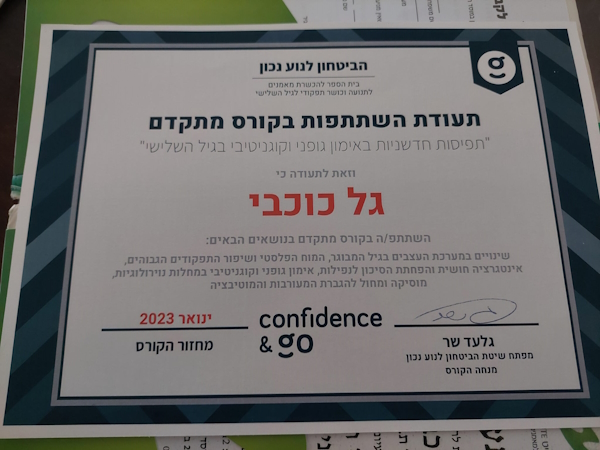 הביטחון לנוע נכון
בית הספר להכשרת מאמנים
לתנועה וכושר תפקודי לגיל השלישי
תעודת השתתפות בקורס מתקדם
"תפיסות חדשניות באימון גופני וקוגניטיבי בגיל השלישי"
וזאת לתעודה כי
גל כוכבי
השתתפ/ה בקורס מתקדם בנושאים הבאים:
שינויים במערכת העצבים בגיל המבוגר, המוח הפלסטי ושיפור התפקודים הגבוהים,
אינטגרציה חושית והפחתת הסיכון לנפילות, אימון גופני וקוגניטיבי במחלות נוירולוגיות,
מוסיקה ומחול להגברת המעורבות והמוטיבציה
ינואר 2023
מחזור הקורס
confidence
& go
גלעד שר
מפתח שיטת הביטחון לנוע נכון
מנחה הקורס